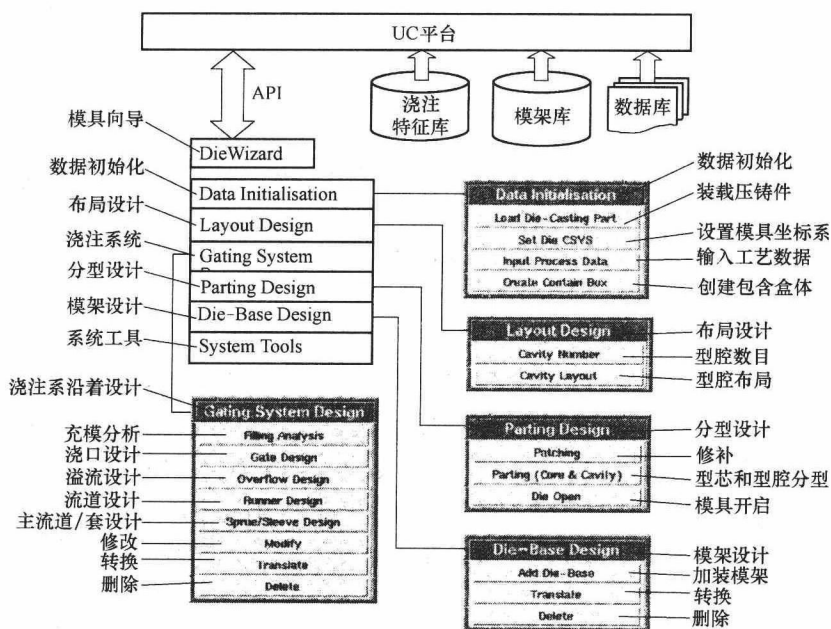 UC平台
API
浇注
特征库
模架库
数据库
模具向导
DieWizard
数据初始化
Data Initialisation
布局设计
Layout Design
浇注系统
Gating System
分型设计
Parting Design
模架设计
Die-Base Design
系统工具
System Tools
数据初始化
Data Initialisation
装载压铸件
Load Die-Casting Part
设置模具坐标系
Set Die CSYS
输入工艺数据
Input Process Data
创建包含盒体
Create Contain Box
布局设计
Layout Design
型腔数目
Cavity Number
型腔布局
Cavity Layout
浇注系沿着设计
Gating System Design
充模分析
Filling Analysis
浇口设计
Gate Design
溢流设计
Overflow Design
流道设计
Runner Design
主流道/套设计
Sprue/Sleeve Design
修改
Modify
转换
Translate
删除
Delete
分型设计
Parting Design
修补
Patching
型芯和型腔分型
Parting (Core & Cavity)
模具开启
Die Open
模架设计
Die-Base Design
加装模架
Add Die-Base
转换
Translate
删除
Delete